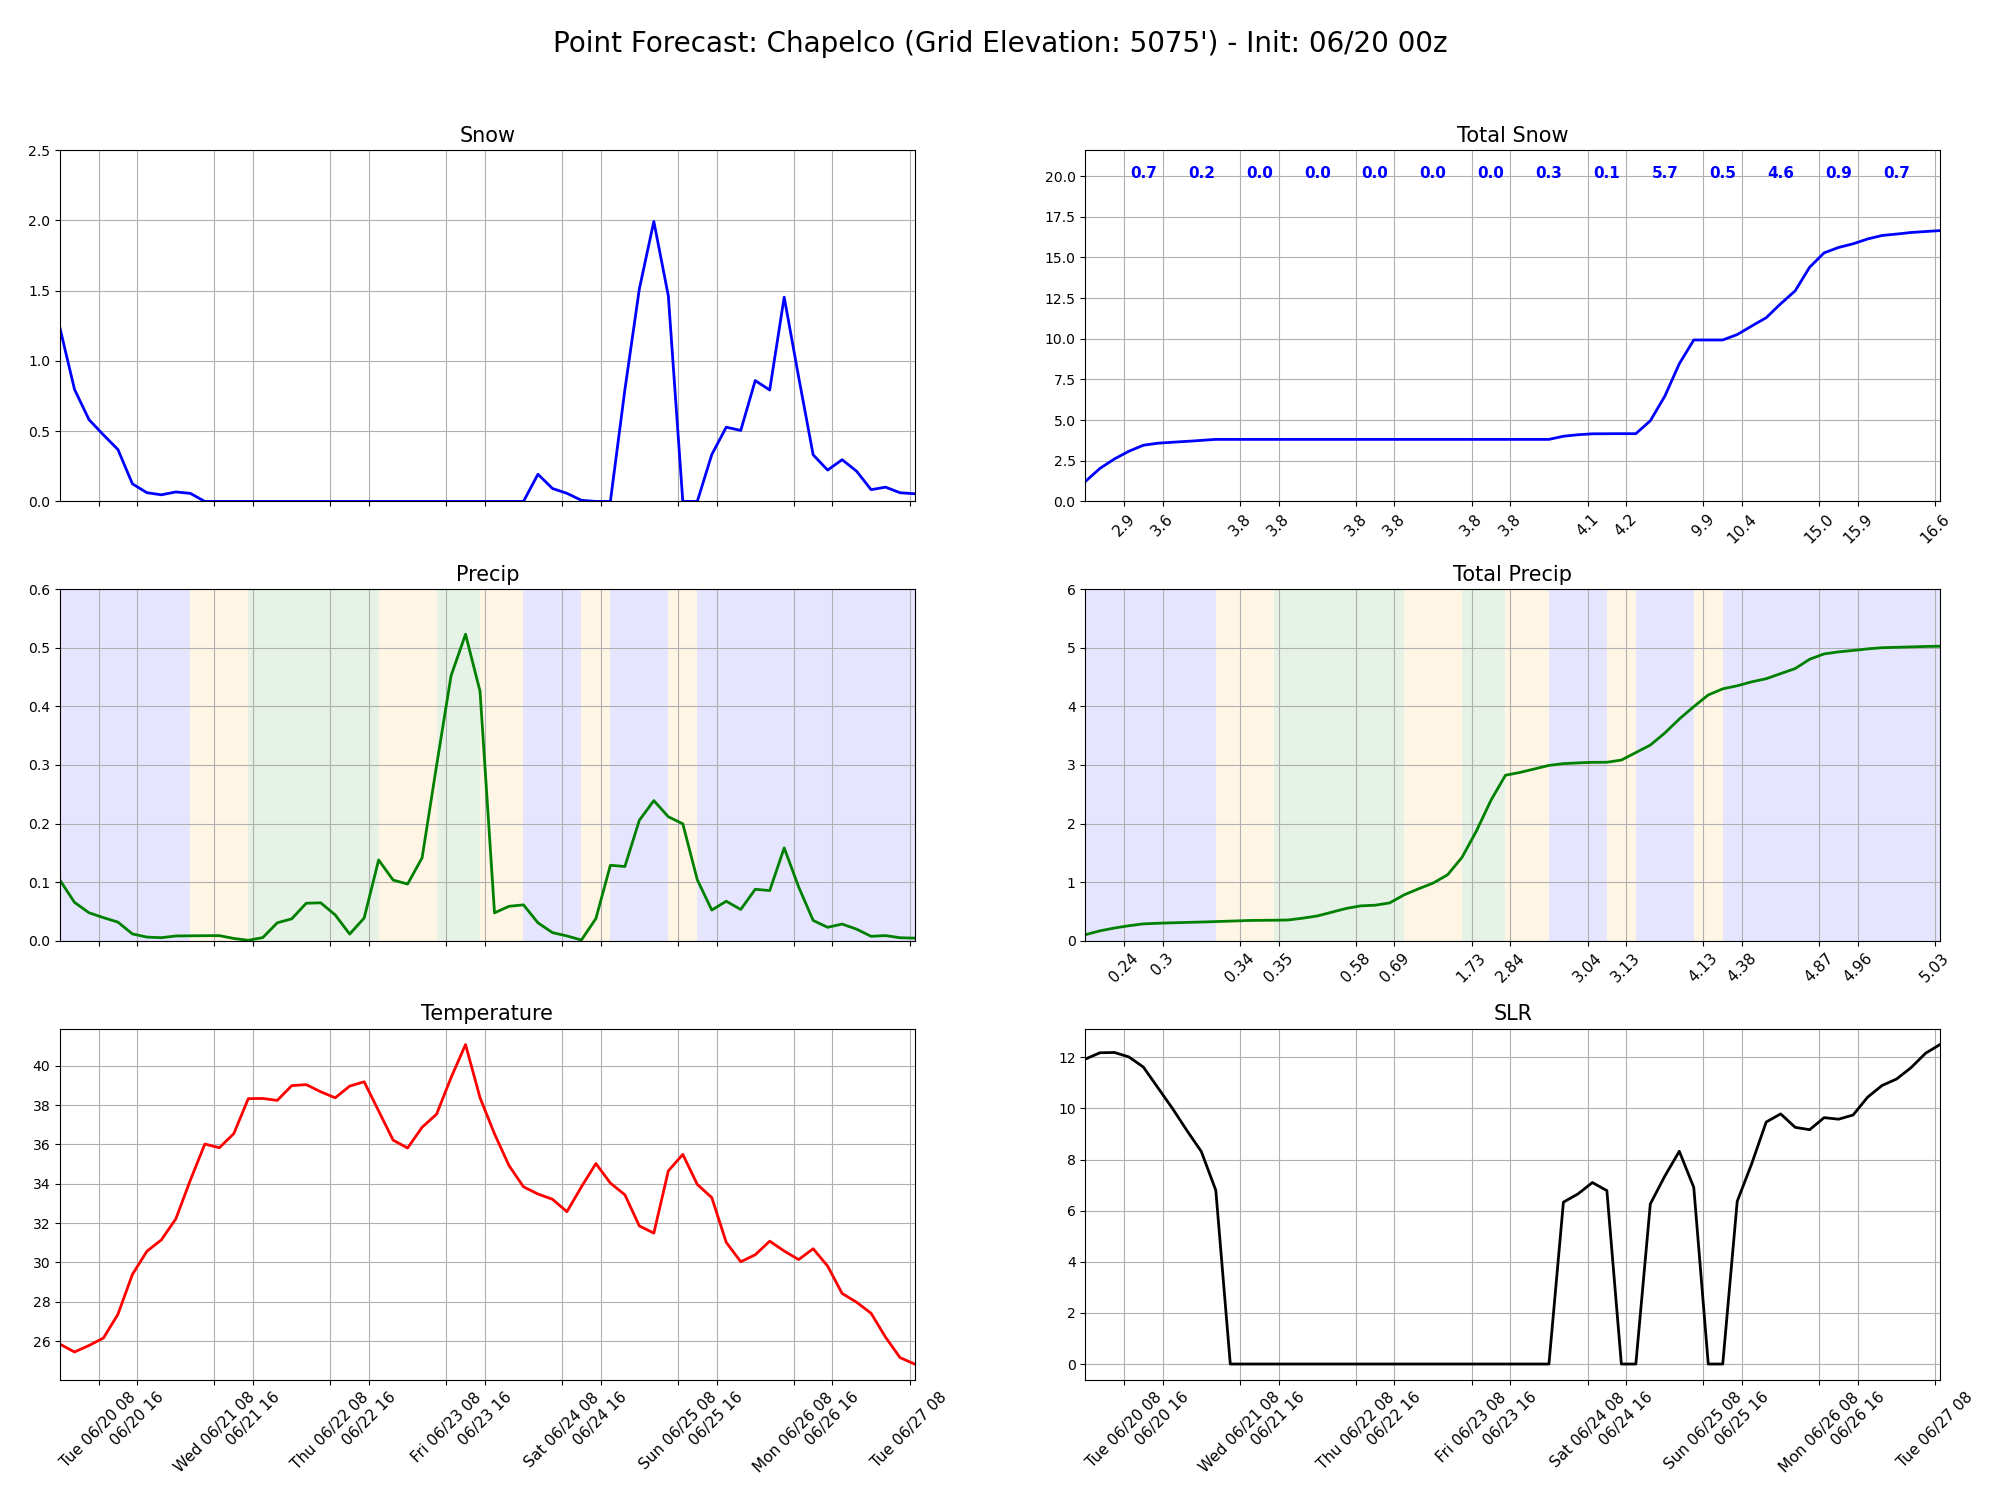 Point Forecast: Chapelco (Grid Elevation: 5075') - Init: 06/20 00z
Snow
2.5
2.0
1.5
1.0
0.5
0.0
Total Snow
0.7 0.2 0.0 0.0 0.0 0.0 0.0 0.3 0.1 5.7 0.5 4.6 0.9 0.7
20.0
17.5
15.0
12.5
10.0
7.5
5.0
2.5
0.0
2.9 3.6 3.8 3.8 3.8 3.8 3.8 3.8 4.1 4.2 9.9 10.4 15.0 15.9 16.6
Precip
0.6
0.5
0.4
0.3
0.2
0.1
0.0
Total Precip
6
5
4
3
2
1
0
0.24 0.3 0.34 0.35 0.58 0.69 1.73 2.84 3.04 3.13 4.13 4.38 4.87 4.96 5.03
Temperature
40
38
36
34
32
30
28
26
Tue 06/20 08
06/20 16
Wed 06/21 08
06/21 16
Thu 06/22 08
06/22 16
Fri 06/23 08
06/23 16
Sat 06/24 08
06/24 16
Sun 06/25 08
06/25 16
Mon 06/26 08
06/26 16
Tue 06/27 08
SLR
12
10
8
6
4
2
0
Tue 06/20 08
06/20 16
Wed 06/21 08
06/21 16
Thu 06/22 08
06/22 16
Fri 06/23 08
06/23 16
Sat 06/24 08
06/24 16
Sun 06/25 08
06/25 16
Mon 06/26 08
06/26 16
Tue 06/27 08